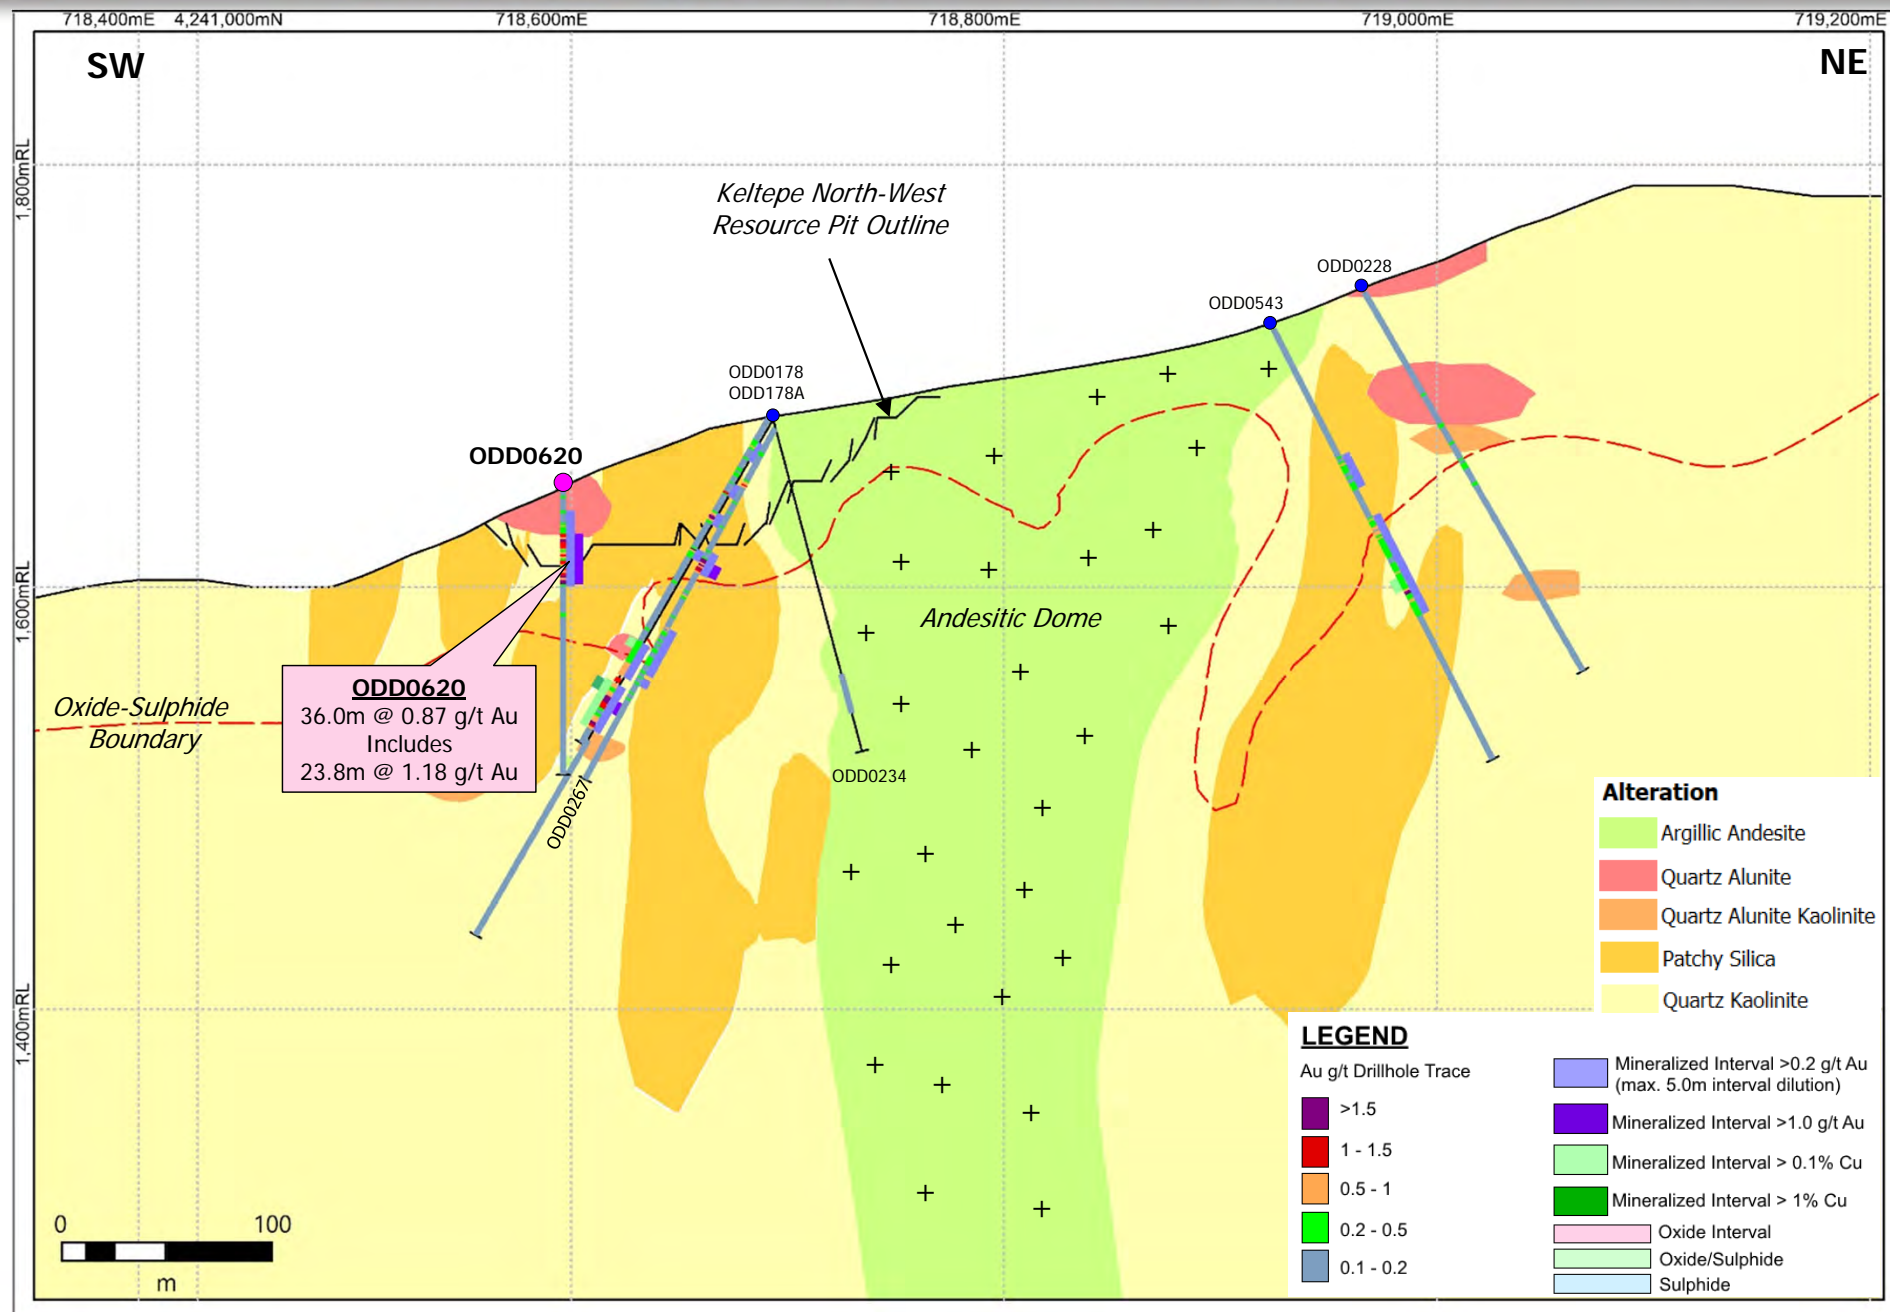 718,400mE
4,241,000mN
718,600mE
718,800mE
719,000mE
719,200mE
SW
NE
1,800mRL
1,600mRL
1,400mRL
Keltepe North-West
Resource Pit Outline
ODD0228
ODD0543
ODD0178
ODD178A
ODD0620
Andesitic Dome
Oxide-Sulphide
Boundary
ODD0620
36.0m @ 0.87 g/t Au
Includes
23.8m @ 1.18 g/t Au
ODD0267
ODD0234
Alteration
Argillic Andesite
Quartz Alunite
Quartz Alunite Kaolinite
Patchy Silica
Quartz Kaolinite
LEGEND
Au g/t Drillhole Trace
>1.5
1 - 1.5
0.5 - 1
0.2 - 0.5
0.1 - 0.2
Mineralized Interval >0.2 g/t Au
(max. 5.0m interval dilution)
Mineralized Interval >1.0 g/t Au
Mineralized Interval > 0.1% Cu
Mineralized Interval > 1% Cu
Oxide Interval
Oxide/Sulphide
Sulphide
0 100
m